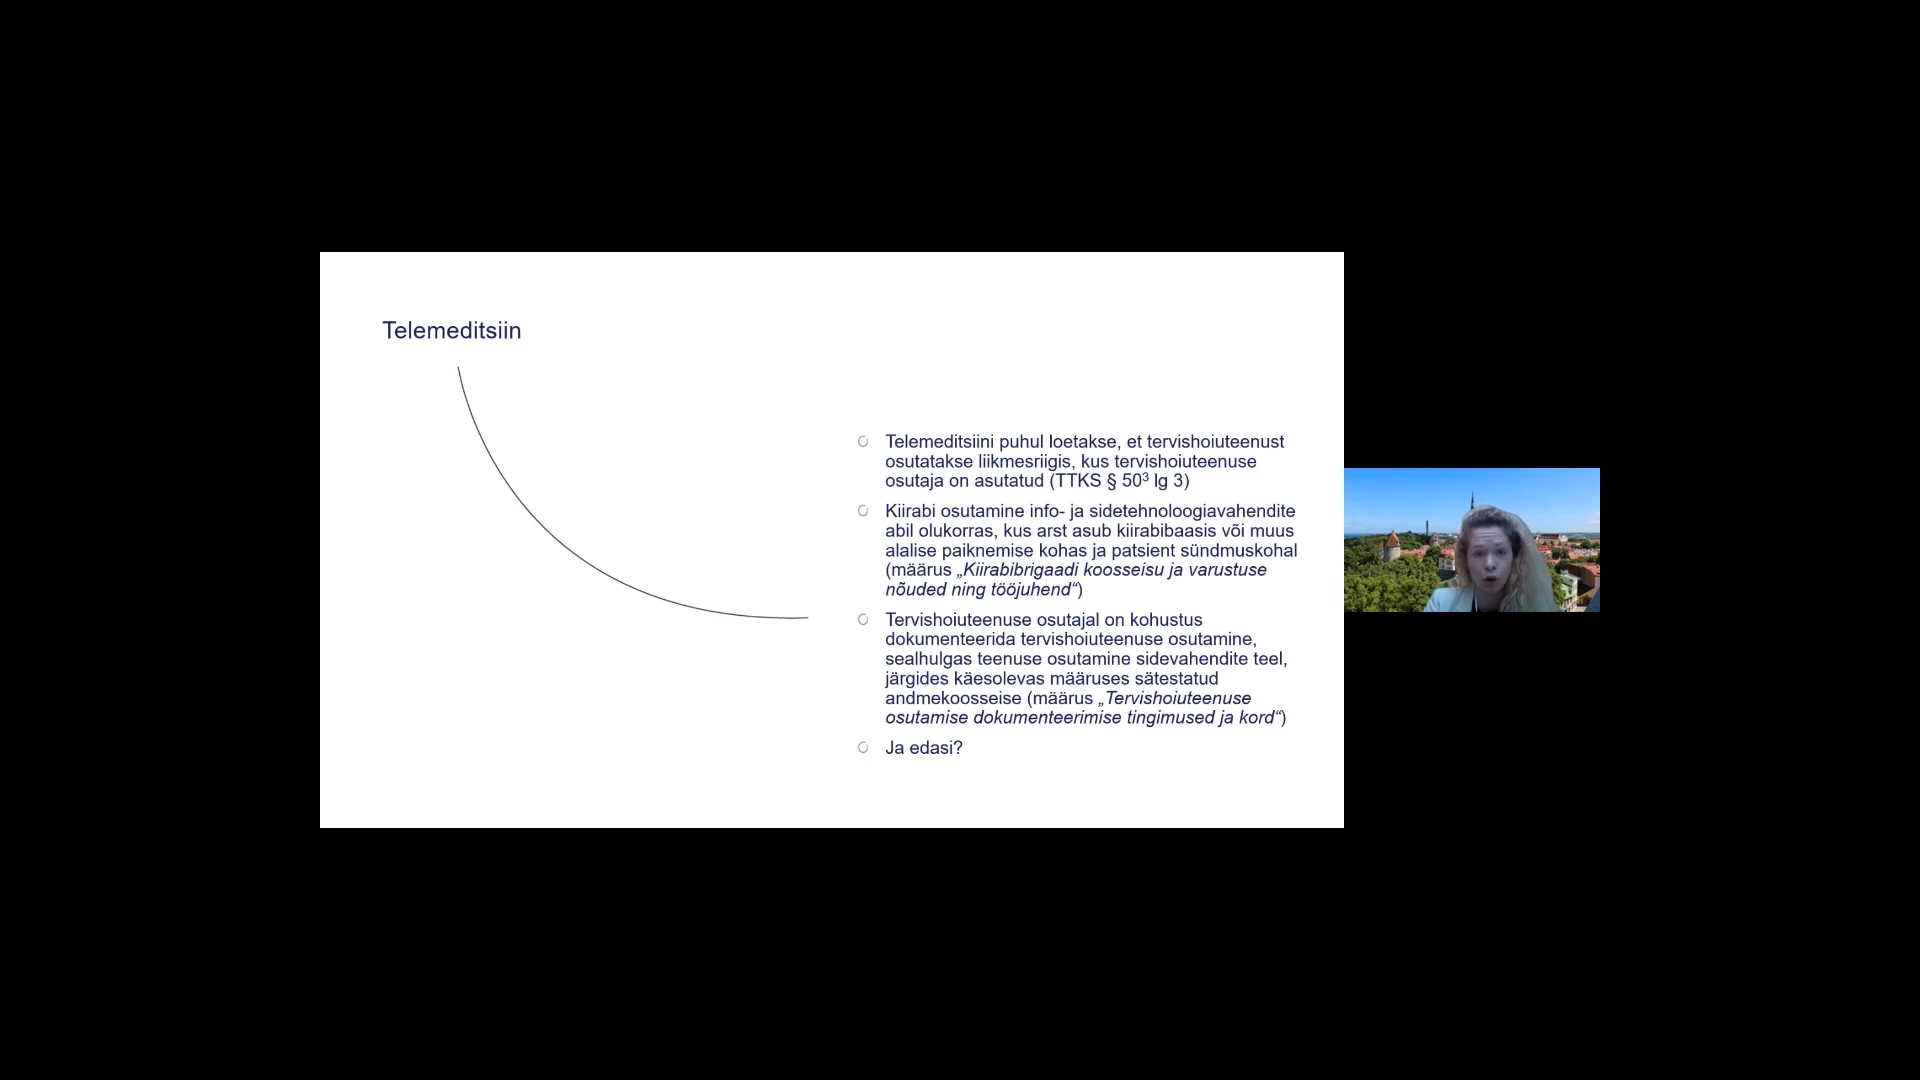 Telemeditsiin
Telemeditsiini puhul loetakse, et tervishoiuteenust
osutatakse liikmesriigis, kus tervishoiuteenuse
osutaja on asutatud (TTKS § 50³ lg 3)
Kiirabi osutamine info- ja sidetehnoloogiavahendite
abil olukorras, kus arst asub kiirabibaasis või muus
alalise paiknemise kohas ja patsient sündmuskohal
(määrus „Kiirabibrigaadi koosseisu ja varustuse
nõuded ning tööjuhend“)
Tervishoiuteenuse osutajal on kohustus
dokumenteerida tervishoiuteenuse osutamine,
sealhulgas teenuse osutamine sidevahendite teel,
järgides käesolevas määruses sätestatud
andmekoosseise (määrus „Tervishoiuteenuse
osutamise dokumenteerimise tingimused ja kord“)
Ja edasi?